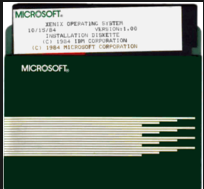 MICROSOFT®
XENIX OPERATING SYSTEM
10/15/84 VERSION:1.00
INSTALLATION DISKETTE
(C) 1984 IBM CORPORATION
(C) 1984 MICROSOFT CORPORATION
MICROSOFT®